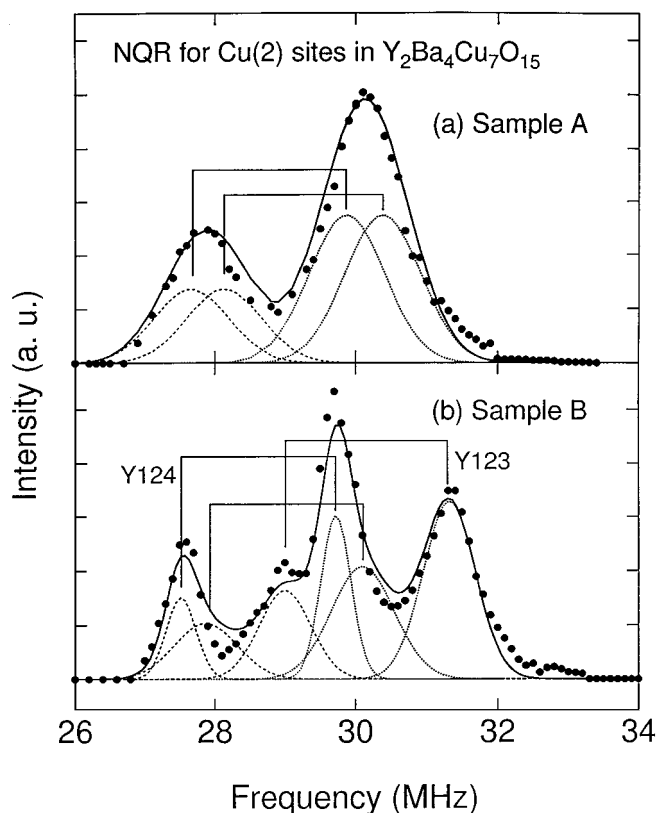 NQR for Cu(2) sites in Y₂Ba₄Cu₇O₁₅
(a) Sample A
(b) Sample B
Y124
Y123
Intensity (a. u.)
26 28 30 32 34
Frequency (MHz)